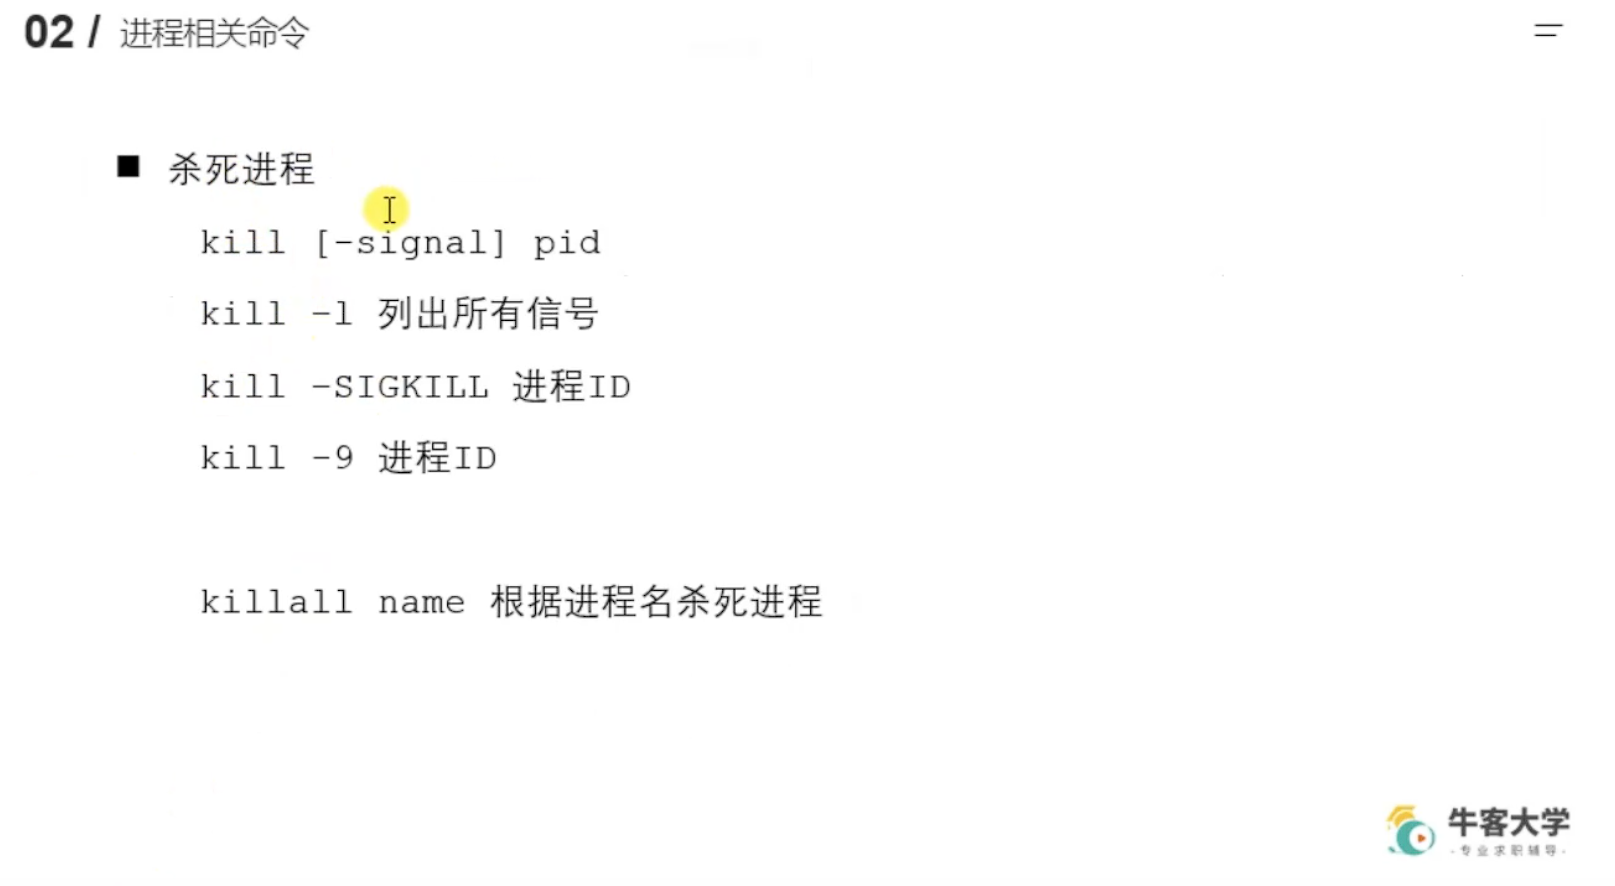 02 / 进程相关命令
杀死进程
kill [-signal] pid
kill -l 列出所有信号
kill -SIGKILL 进程ID
kill -9 进程ID
killall name 根据进程名杀死进程
牛客大学
·专业求职辅导·